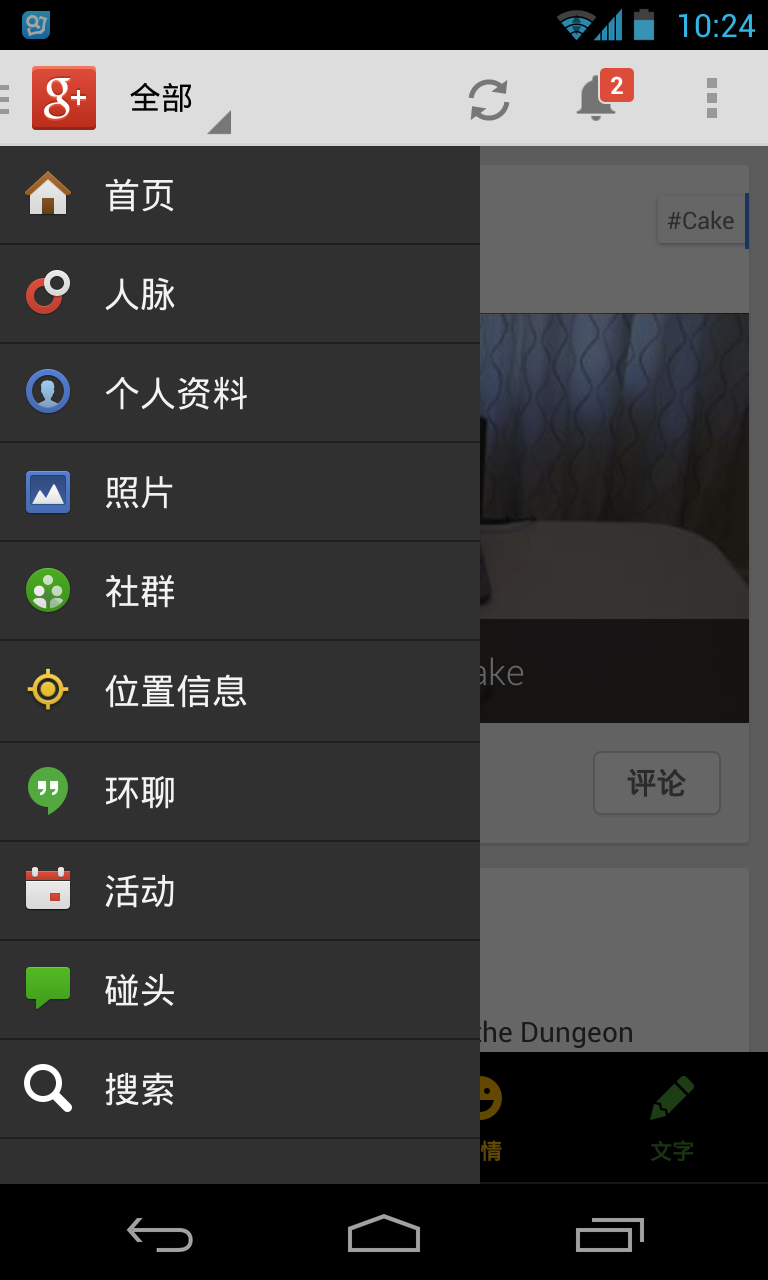 10:24
g+
全部
2
首页
#Cake
人脉
个人资料
照片
社群
位置信息
ake
环聊
评论
活动
碰头
the Dungeon
搜索
情
文字